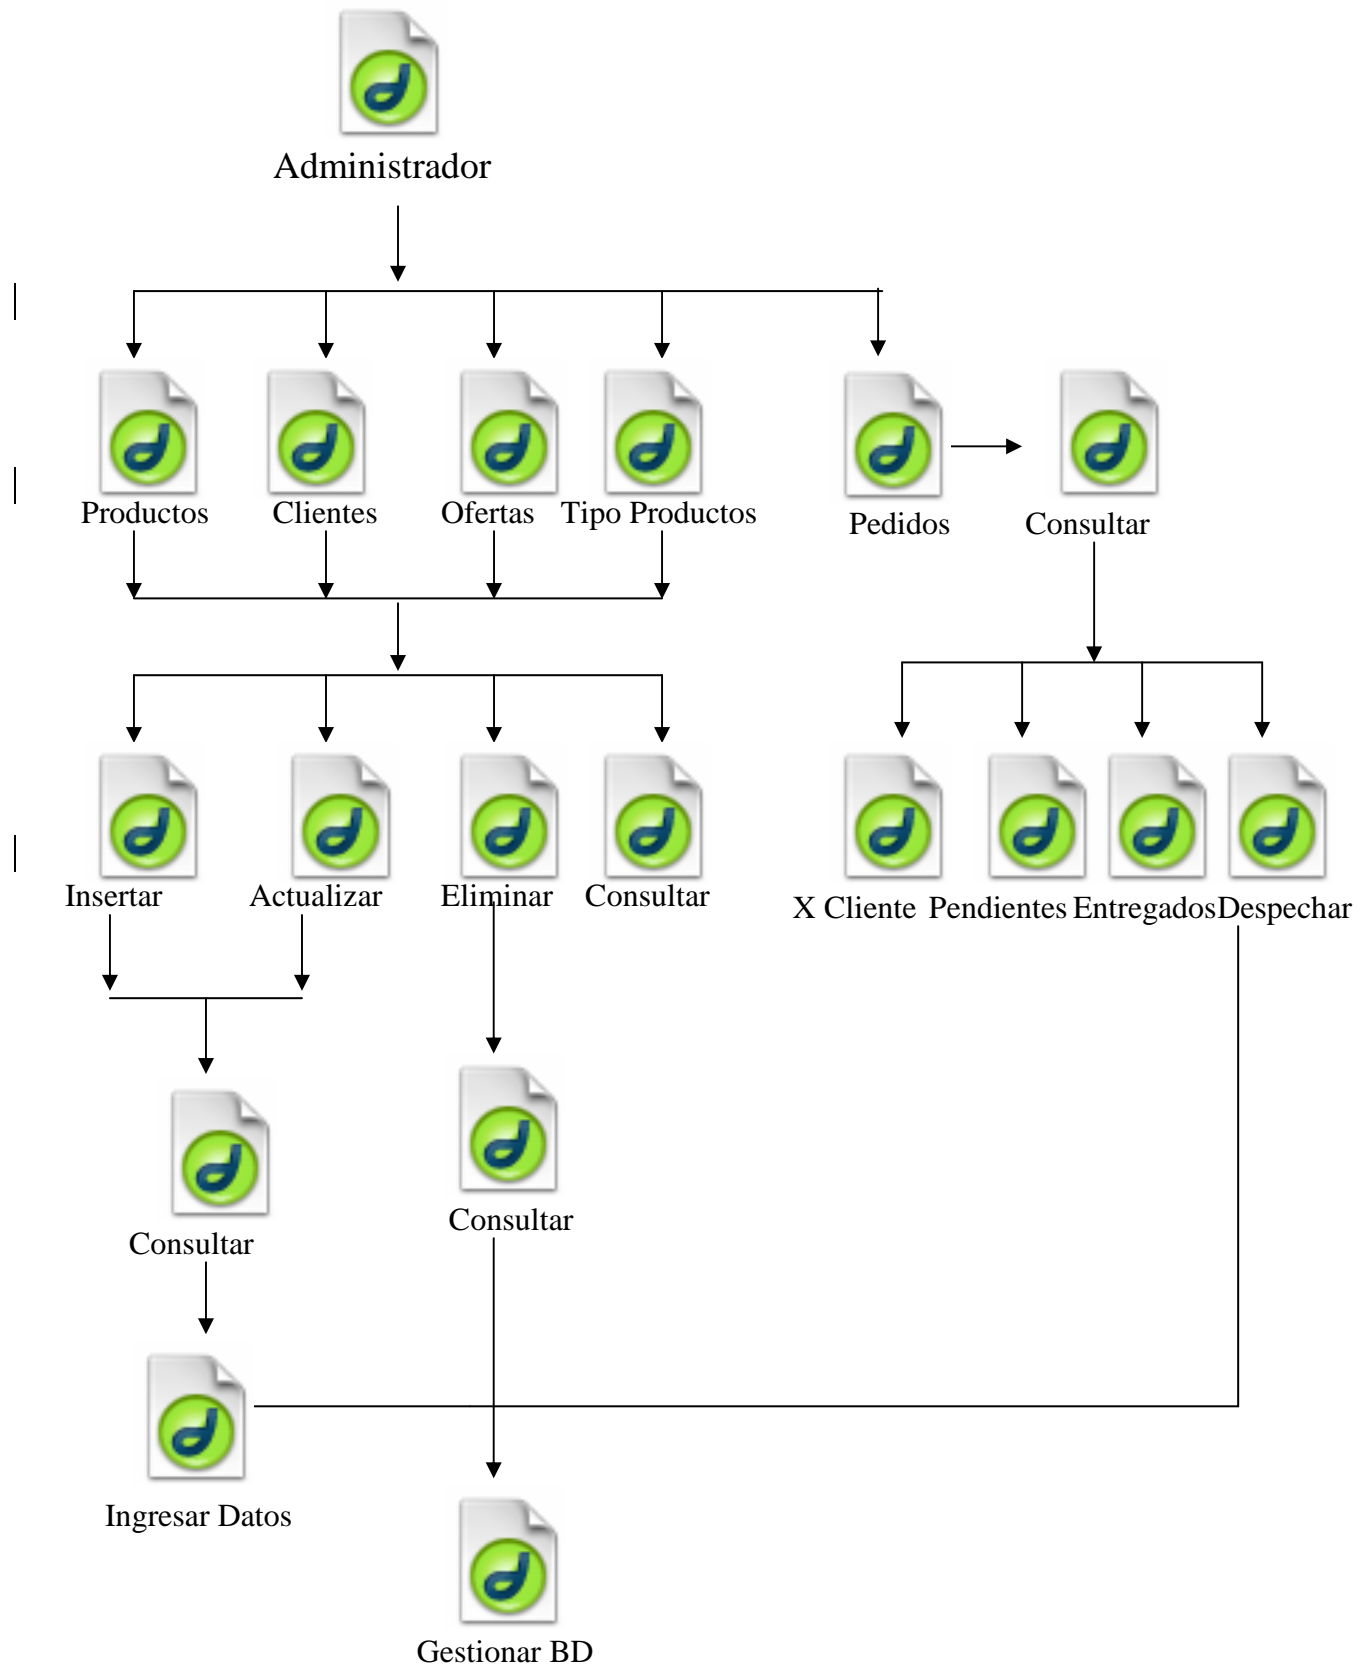 Administrador
Productos Clientes Ofertas Tipo Productos
Pedidos Consultar
Insertar Actualizar Eliminar Consultar
X Cliente Pendientes Entregados Despechar
Consultar
Consultar
Ingresar Datos
Gestionar BD